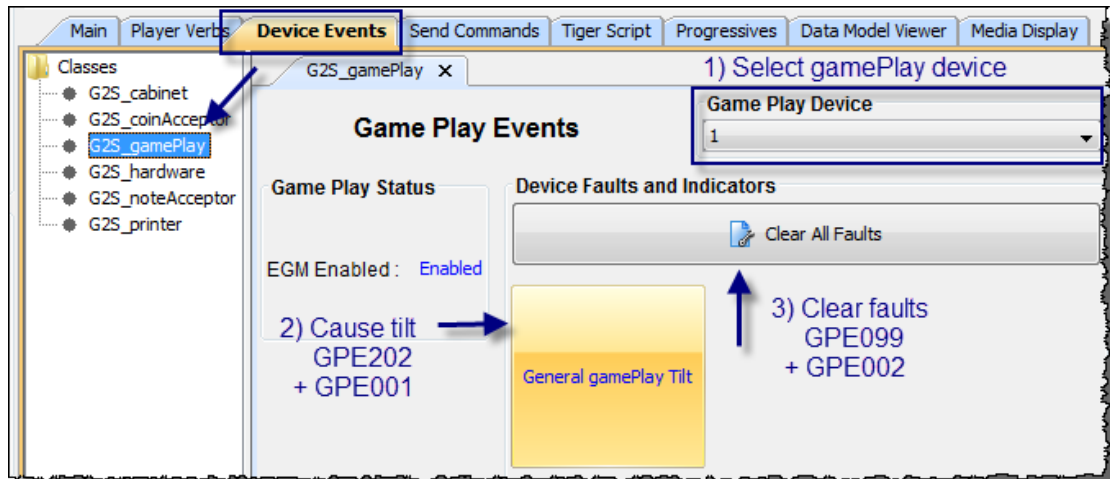 Main Player Verbs Device Events Send Commands Tiger Script Progressives Data Model Viewer Media Display
Classes
G2S_cabinet
G2S_coinAcceptor
G2S_gamePlay
G2S_hardware
G2S_noteAcceptor
G2S_printer
G2S_gamePlay X
1) Select gamePlay device
Game Play Device
1
Game Play Events
Game Play Status
EGM Enabled : Enabled
2) Cause tilt
GPE202
+ GPE001
Device Faults and Indicators
Clear All Faults
General gamePlay Tilt
3) Clear faults
GPE099
+ GPE002